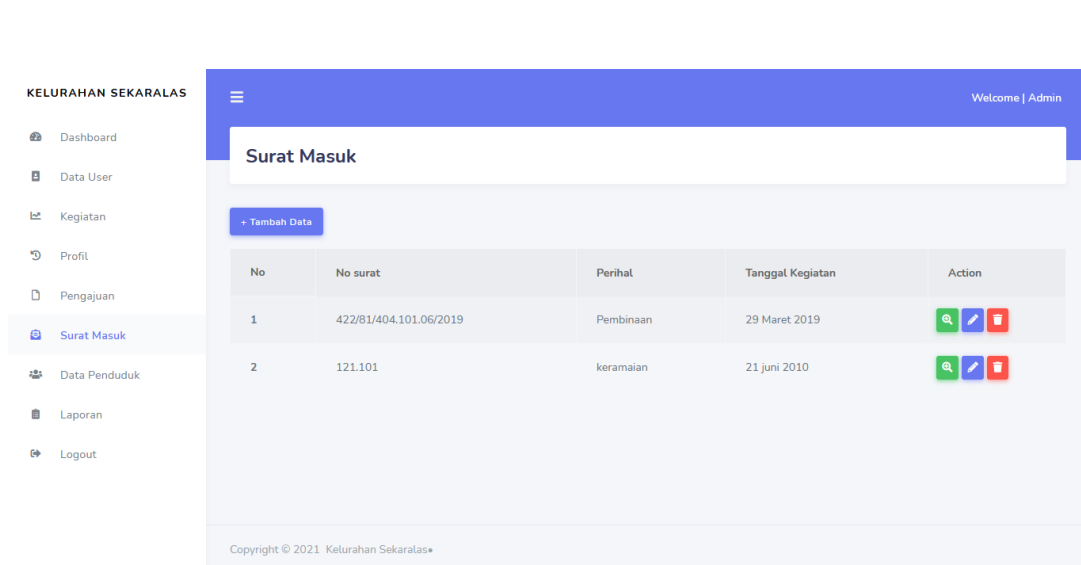 KELURAHAN SEKARALAS
Dashboard
Data User
Kegiatan
Profil
Pengajuan
Surat Masuk
Data Penduduk
Laporan
Logout
Welcome | Admin
Surat Masuk
+ Tambah Data
No No surat Perihal Tanggal Kegiatan Action
1 422/81/404.101.06/2019 Pembinaan 29 Maret 2019
2 121.101 keramaian 21 juni 2010
Copyright © 2021 Kelurahan Sekaralas•